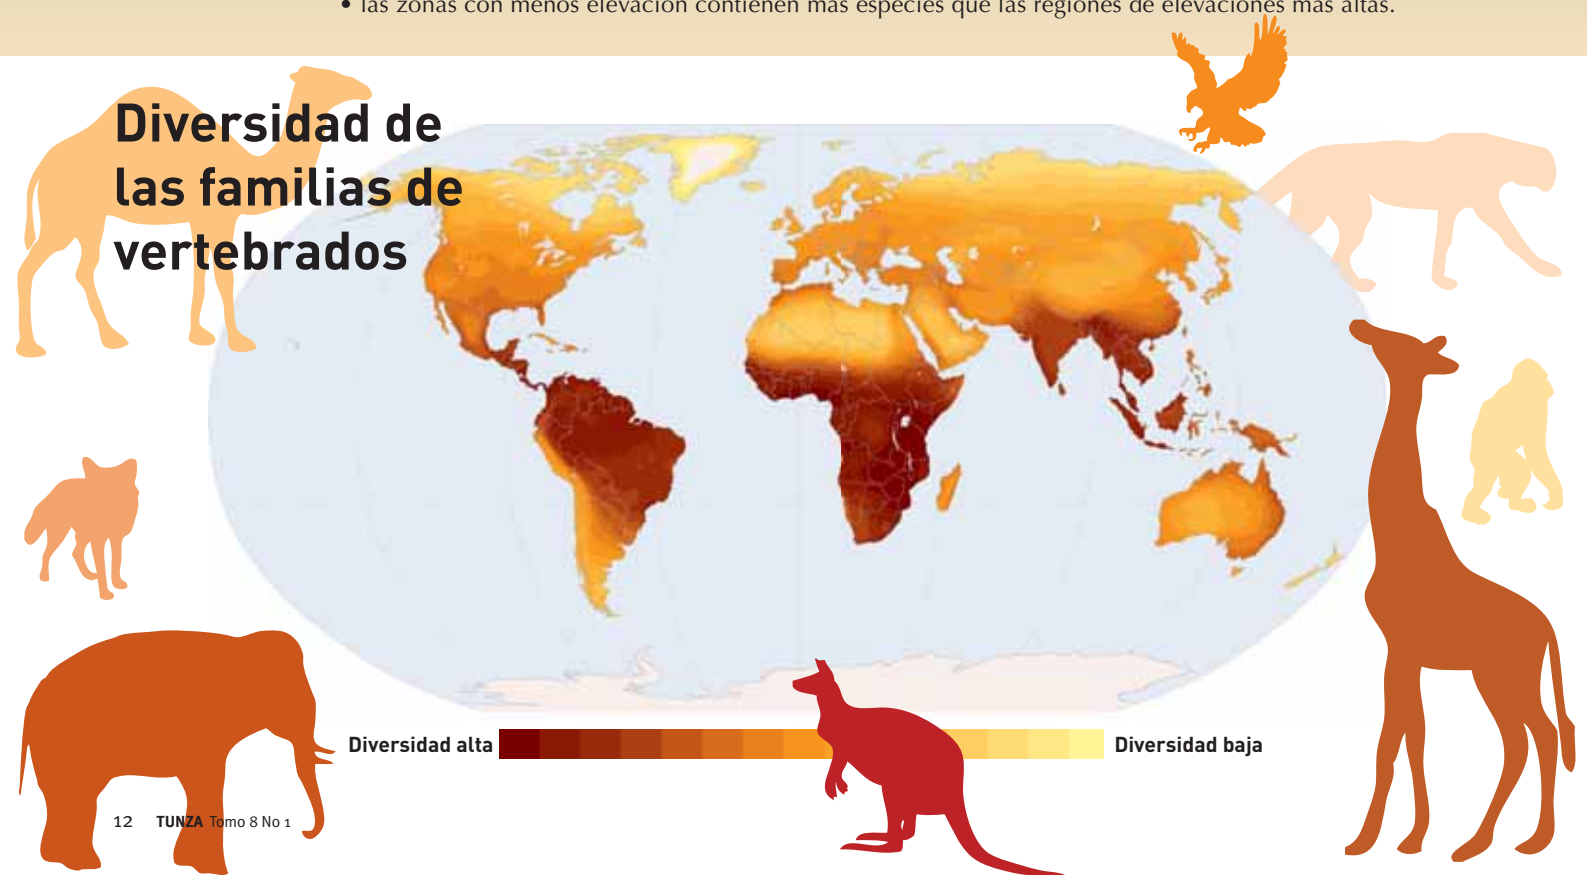 • las zonas con menos elevación contienen más especies que las regiones de elevaciones más altas.
Diversidad de
las familias de
vertebrados
Diversidad alta
Diversidad baja
12 TUNZA Tomo 8 No 1